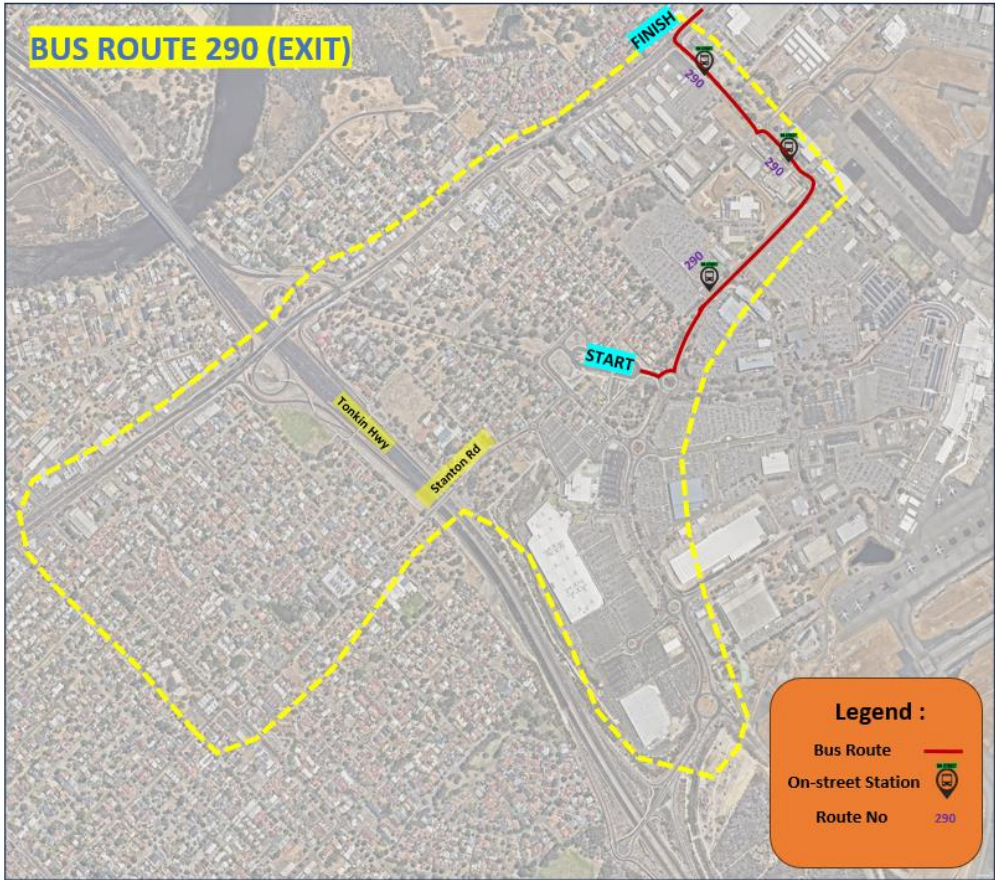 BUS ROUTE 290 (EXIT)
FINISH
290
290
290
START
Tonkin Hwy
Stanton Rd
Legend :
Bus Route
On-street Station
Route No
290